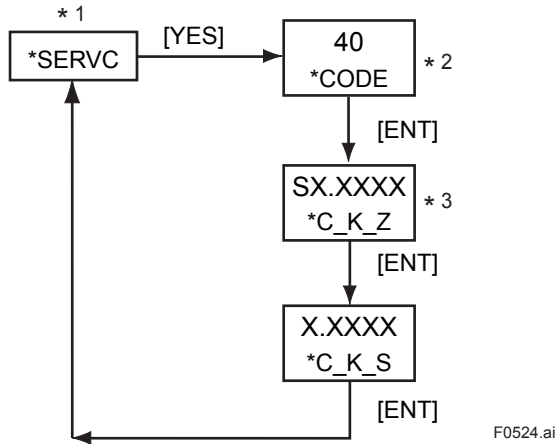 * 1
*SERVC
[YES]
40
*CODE
* 2
[ENT]
SX.XXXX
*C_K_Z
* 3
[ENT]
X.XXXX
*C_K_S
[ENT]
F0524.ai